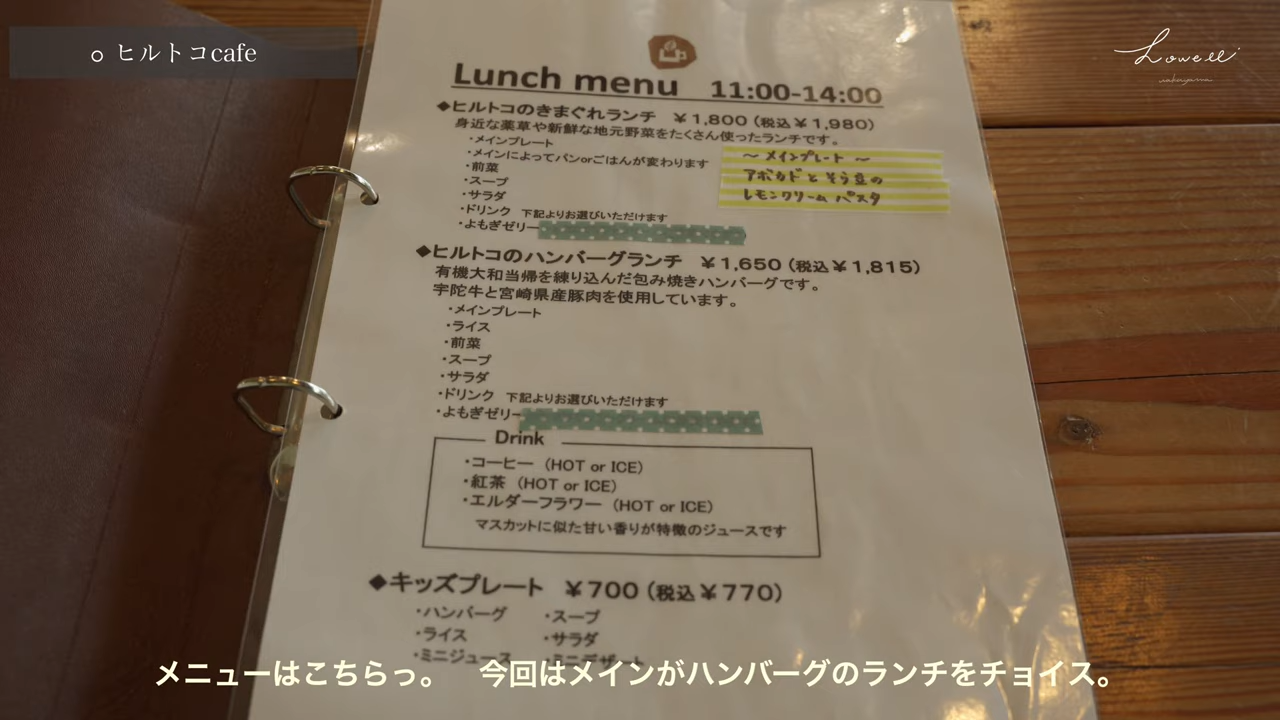 ヒルトコcafe
Lowell
wakayama
Lunch menu 11:00-14:00
◆ヒルトコのきまぐれランチ ￥1,800（税込￥1,980）
身近な薬草や新鮮な地元野菜をたくさん使ったランチです。
・メインプレート
・メインによってパンorごはんが変わります
・前菜
・スープ
・サラダ
・ドリンク 下記よりお選びいただけます
・よもぎゼリー
～ メインプレート ～
アボカドとそら豆の
レモンクリームパスタ
◆ヒルトコのハンバーグランチ ￥1,650（税込￥1,815）
有機大和当帰を練り込んだ包み焼きハンバーグです。
宇陀牛と宮崎県産豚肉を使用しています。
・メインプレート
・ライス
・前菜
・スープ
・サラダ
・ドリンク 下記よりお選びいただけます
・よもぎゼリー
Drink
・コーヒー（HOT or ICE）
・紅茶（HOT or ICE）
・エルダーフラワー（HOT or ICE）
マスカットに似た甘い香りが特徴のジュースです
◆キッズプレート ￥700（税込￥770）
・ハンバーグ ・スープ
・ライス ・サラダ
・ミニジュース ・ミニデザート
メニューはこちらっ。 今回はメインがハンバーグのランチをチョイス。